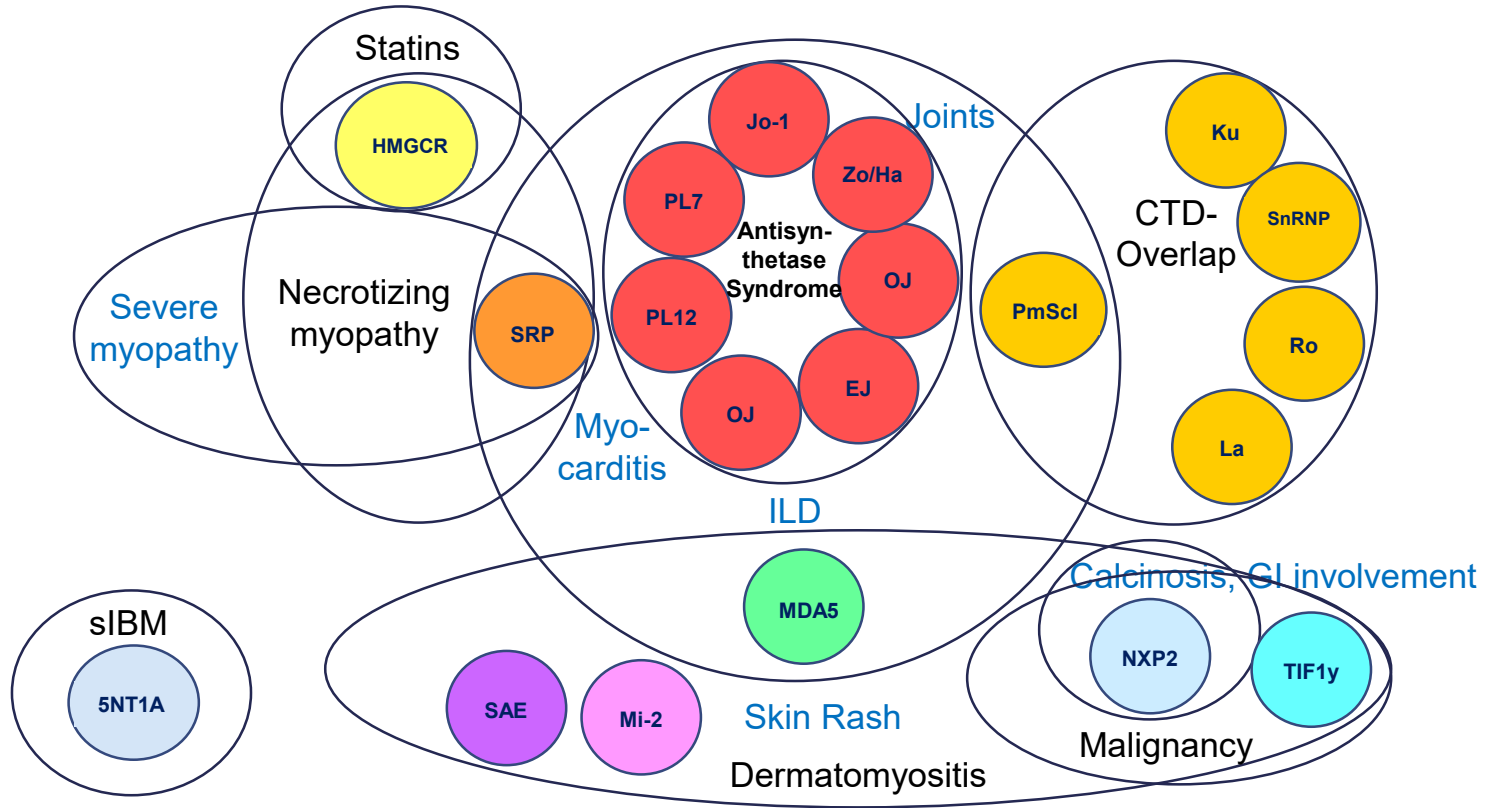 Statins
HMGCR
Severe
myopathy
Necrotizing
myopathy
SRP
Joints
Jo-1
Zo/Ha
PL7
Antisyn-
thetase
Syndrome
OJ
PL12
EJ
OJ
Myo-
carditis
ILD
CTD-
Overlap
Ku
SnRNP
PmScl
Ro
La
sIBM
5NT1A
MDA5
SAE
Mi-2
Skin Rash
Dermatomyositis
Calcinosis, GI involvement
NXP2
TIF1y
Malignancy